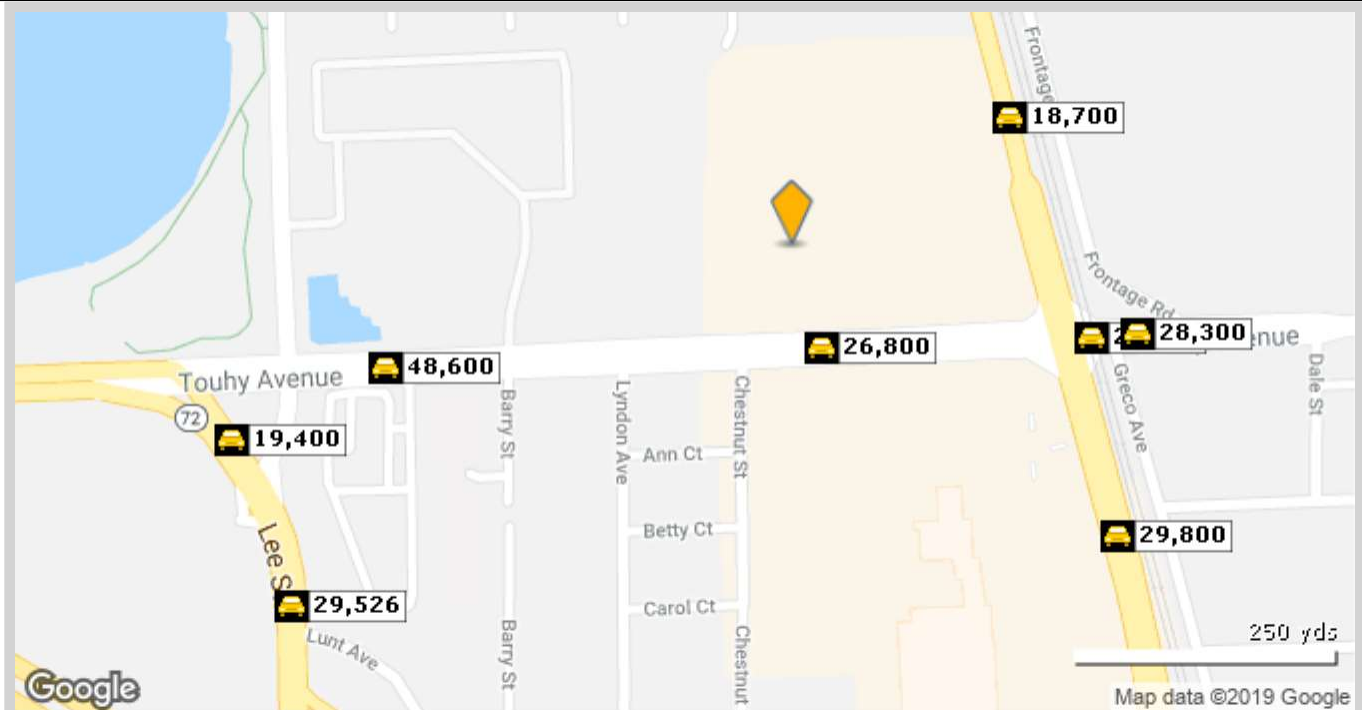 Frontage
18,700
Frontage Rd
28,300
enue
26,800
48,600
Touhy Avenue
72
19,400
Barry St
Lyndon Ave
Chestnut St
Greco Ave
Dale St
Ann Ct
Betty Ct
29,800
Lee S
29,526
Carol Ct
Lunt Ave
Barry St
Chestnut
250 yds
Google
Map data ©2019 Google